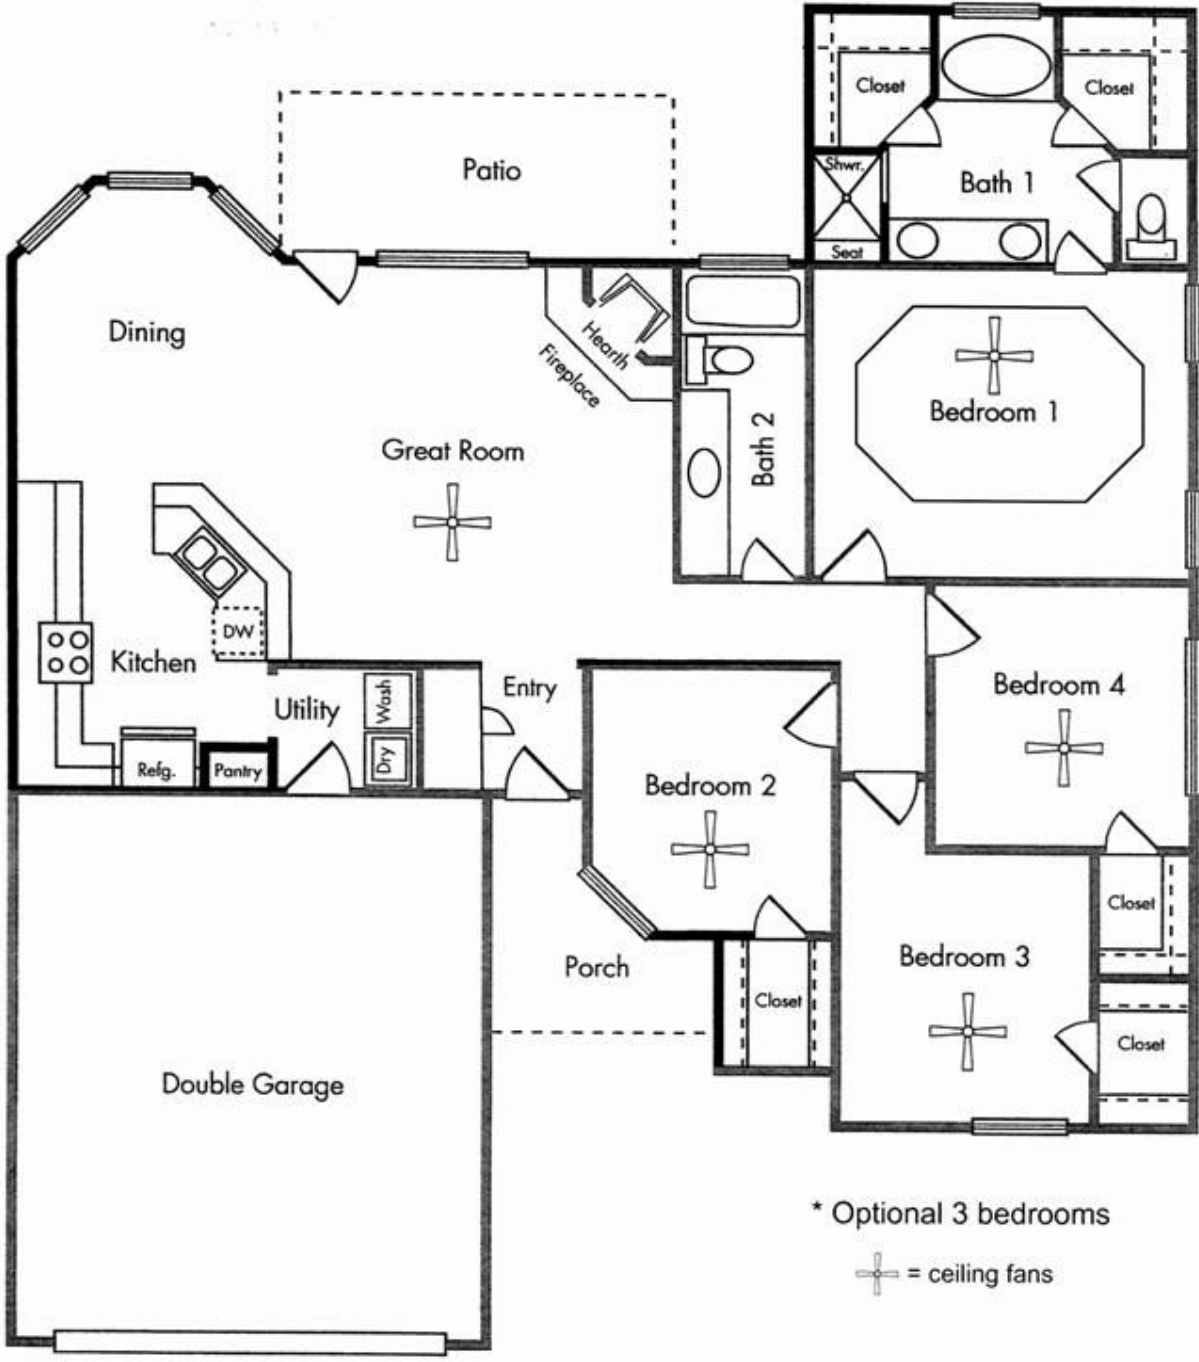 Closet
Closet
Patio
Shwr.
Bath 1
Seat
Dining
Hearth
Fireplace
Bedroom 1
Great Room
Bath 2
DW
Kitchen
Utility
Wash
Entry
Bedroom 4
Refg.
Pantry
Dry
Bedroom 2
Closet
Bedroom 3
Porch
Closet
Closet
Double Garage
* Optional 3 bedrooms
= ceiling fans